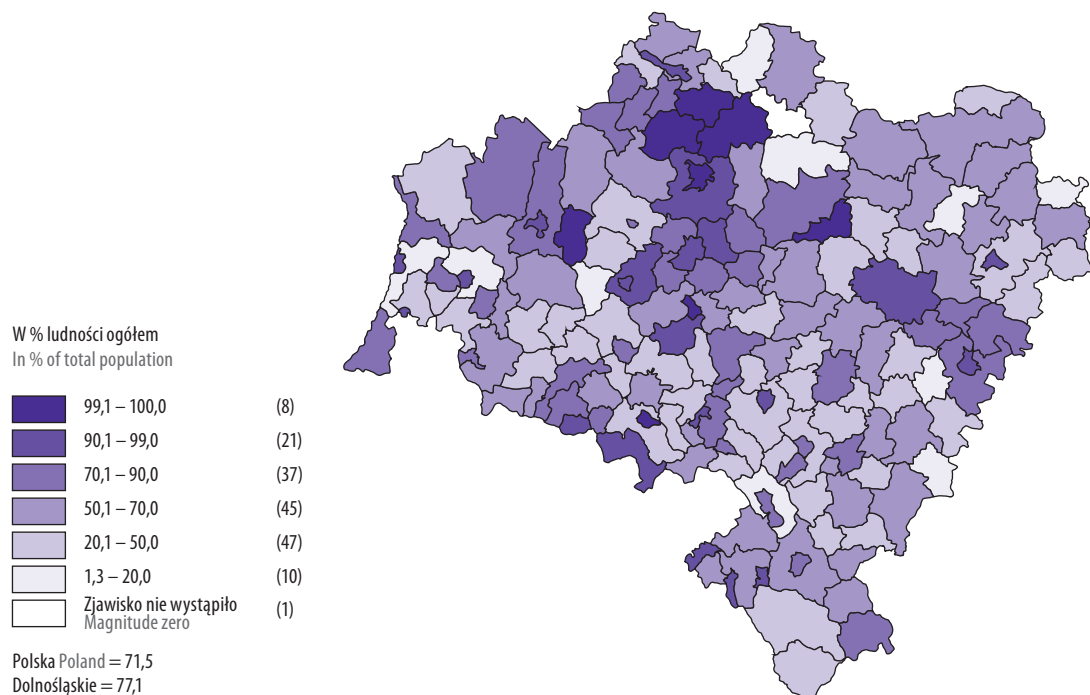 W % ludności ogółem
In % of total population
99,1 – 100,0 (8)
90,1 – 99,0 (21)
70,1 – 90,0 (37)
50,1 – 70,0 (45)
20,1 – 50,0 (47)
1,3 – 20,0 (10)
Zjawisko nie wystąpiło (1)
Magnitude zero
Polska Poland = 71,5
Dolnośląskie = 77,1